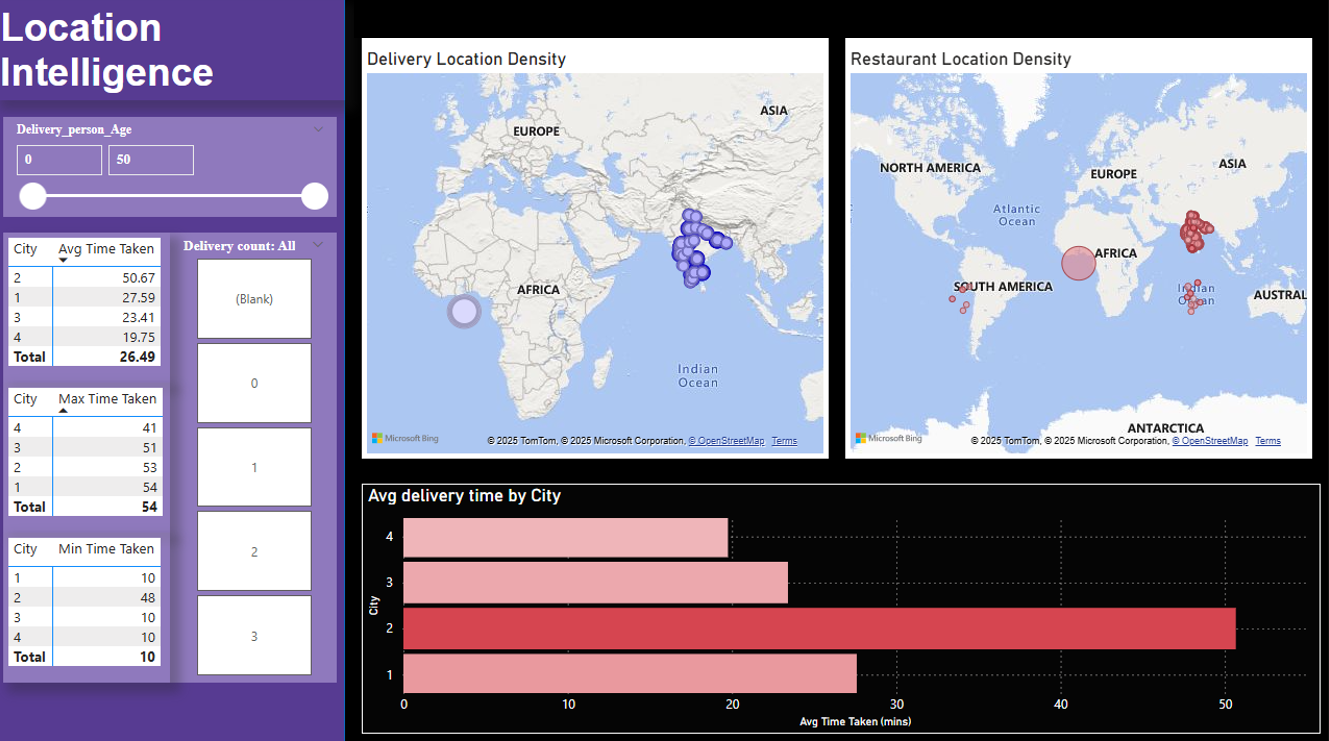 Location
Intelligence
Delivery_person_Age
0 50
City Avg Time Taken
2 50.67
1 27.59
3 23.41
4 19.75
Total 26.49
City Max Time Taken
4 41
3 51
2 53
1 54
Total 54
City Min Time Taken
1 10
2 48
3 10
4 10
Total 10
Delivery count: All
(Blank)
0
1
2
3
Delivery Location Density
ASIA
EUROPE
AFRICA
Indian
Ocean
Microsoft Bing
© 2025 TomTom, © 2025 Microsoft Corporation, © OpenStreetMap Terms
Restaurant Location Density
NORTH AMERICA
ASIA
EUROPE
Atlantic
Ocean
AFRICA
SOUTH AMERICA
Indian
Ocean
AUSTRAL
ANTARCTICA
Microsoft Bing
© 2025 TomTom, © 2025 Microsoft Corporation, © OpenStreetMap Terms
Avg delivery time by City
City
4
3
2
1
0 10 20 30 40 50
Avg Time Taken (mins)